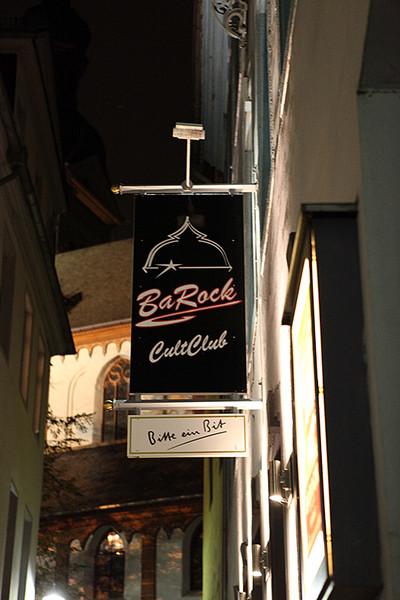 BaRock
CultClub
Bitte ein Bit